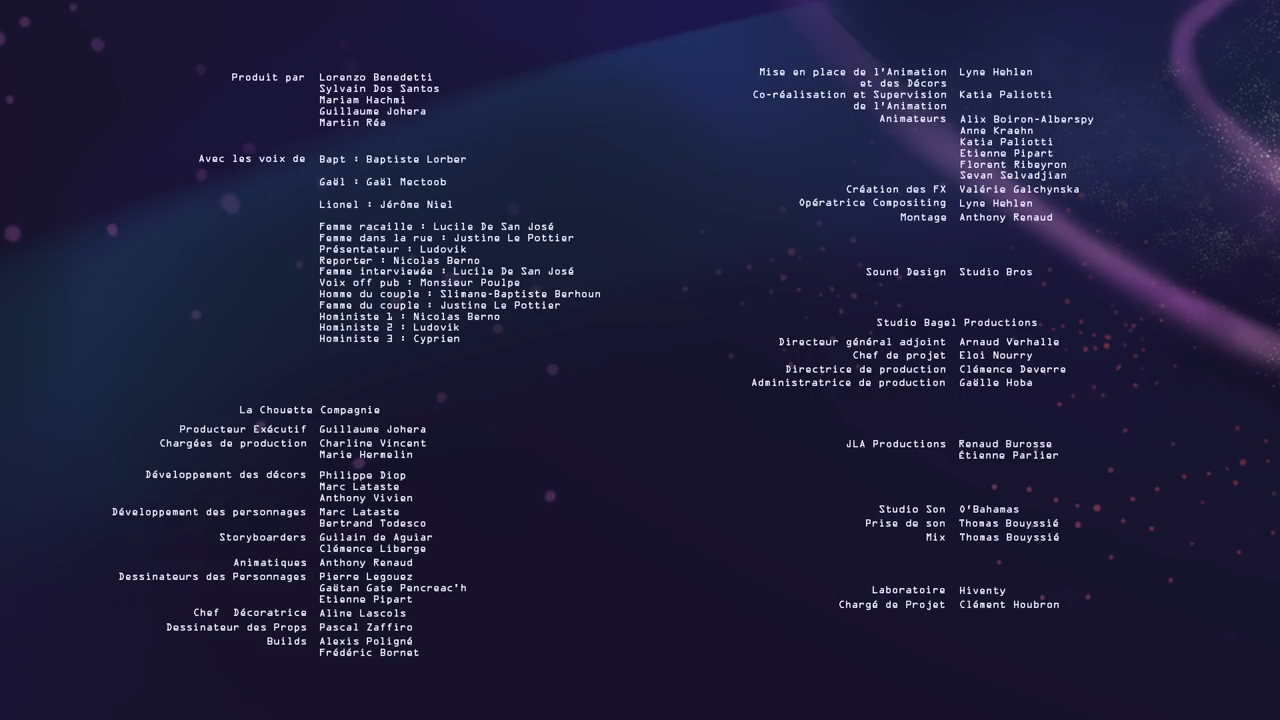 Produit par Lorenzo Benedetti
Sylvain Dos Santos
Mariam Hachmi
Guillaume Johera
Martin Réa
Avec les voix de Bapt : Baptiste Lorber
Gaël : Gaël Mectoob
Lionel : Jérôme Niel
Femme racaille : Lucile De San José
Femme dans la rue : Justine Le Pottier
Présentateur : Ludovik
Reporter : Nicolas Berno
Femme interviewée : Lucile De San José
Voix off pub : Monsieur Poulpe
Homme du couple : Slimane-Baptiste Berhoun
Femme du couple : Justine Le Pottier
Hoministe 1 : Nicolas Berno
Hoministe 2 : Ludovik
Hoministe 3 : Cyprien
La Chouette Compagnie
Producteur Exécutif Guillaume Johera
Chargées de production Charline Vincent
Marie Hermelin
Développement des décors Philippe Diop
Marc Lataste
Anthony Vivien
Développement des personnages Marc Lataste
Bertrand Todesco
Storyboarders Guilain de Aguiar
Clémence Liberge
Animatiques Anthony Renaud
Dessinateurs des Personnages Pierre Legouez
Gaëtan Gate Pencreac'h
Etienne Pipart
Chef Décoratrice Aline Lascols
Dessinateur des Props Pascal Zaffiro
Builds Alexis Poligné
Frédéric Bornet
Mise en place de l'Animation Lyne Hehlen
et des Décors
Co-réalisation et Supervision Katia Paliotti
de l'Animation
Animateurs Alix Boiron-Alberspy
Anne Kraehn
Katia Paliotti
Etienne Pipart
Florent Ribeyron
Sevan Selvadjian
Création des FX Valérie Galchynska
Opératrice Compositing Lyne Hehlen
Montage Anthony Renaud
Sound Design Studio Bros
Studio Bagel Productions
Directeur général adjoint Arnaud Verhalle
Chef de projet Eloi Nourry
Directrice de production Clémence Deverre
Administratrice de production Gaëlle Hoba
JLA Productions Renaud Burosse
Étienne Parlier
Studio Son O'Bahamas
Prise de son Thomas Bouyssié
Mix Thomas Bouyssié
Laboratoire Hiventy
Chargé de Projet Clément Houbron